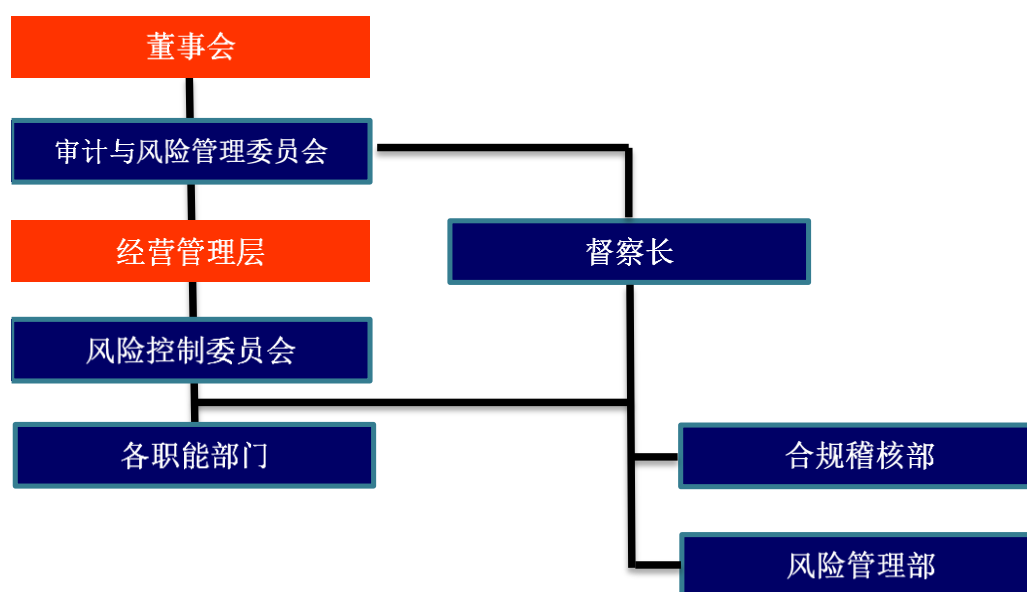 董事会
审计与风险管理委员会
经营管理层
督察长
风险控制委员会
各职能部门
合规稽核部
风险管理部